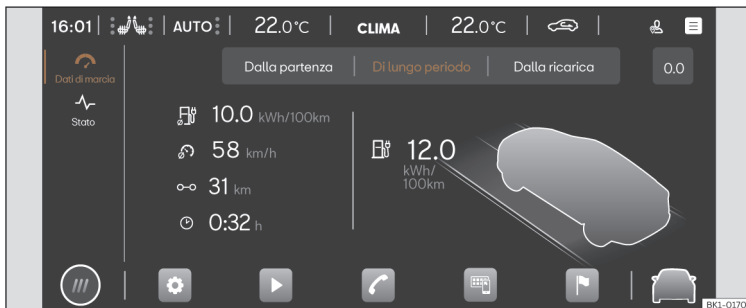 16:01 AUTO 22.0°C CLIMA 22.0°C
Dati di marcia
Stato
Dalla partenza Di lungo periodo Dalla ricarica 0.0
10.0 kWh/100km
58 km/h
31 km
0:32 h
12.0
kWh/
100km
BK1-0170